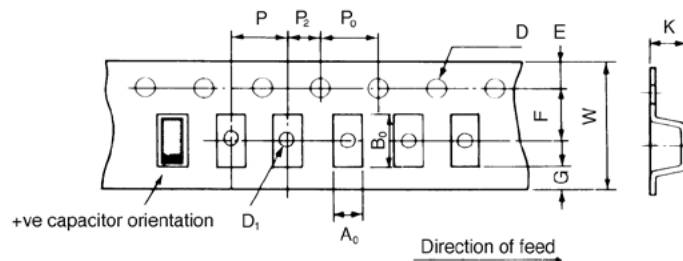 P P₂ P₀ D E K
F W
B₀
G
+ve capacitor orientation D₁
A₀
Direction of feed